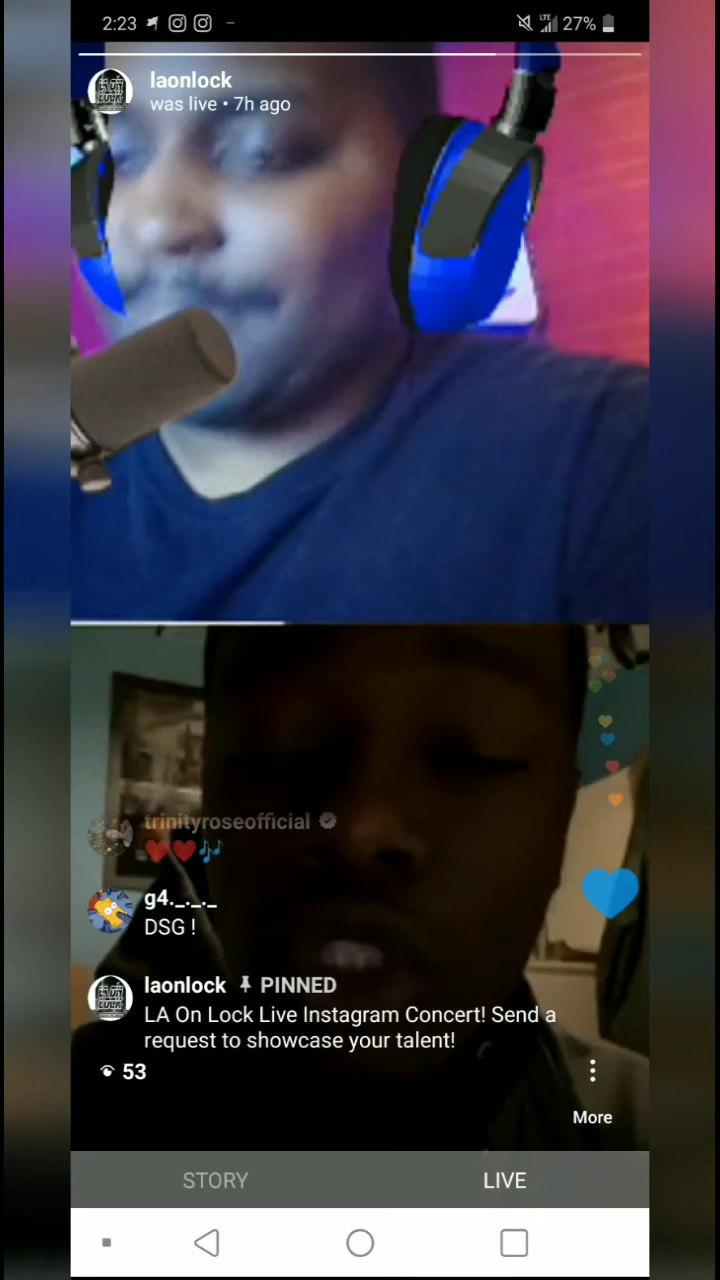 2:23
LTE
27%
laonlock
was live • 7h ago
trinityroseofficial
g4._._._
DSG !
laonlock PINNED
LA On Lock Live Instagram Concert! Send a
request to showcase your talent!
53
More
STORY LIVE